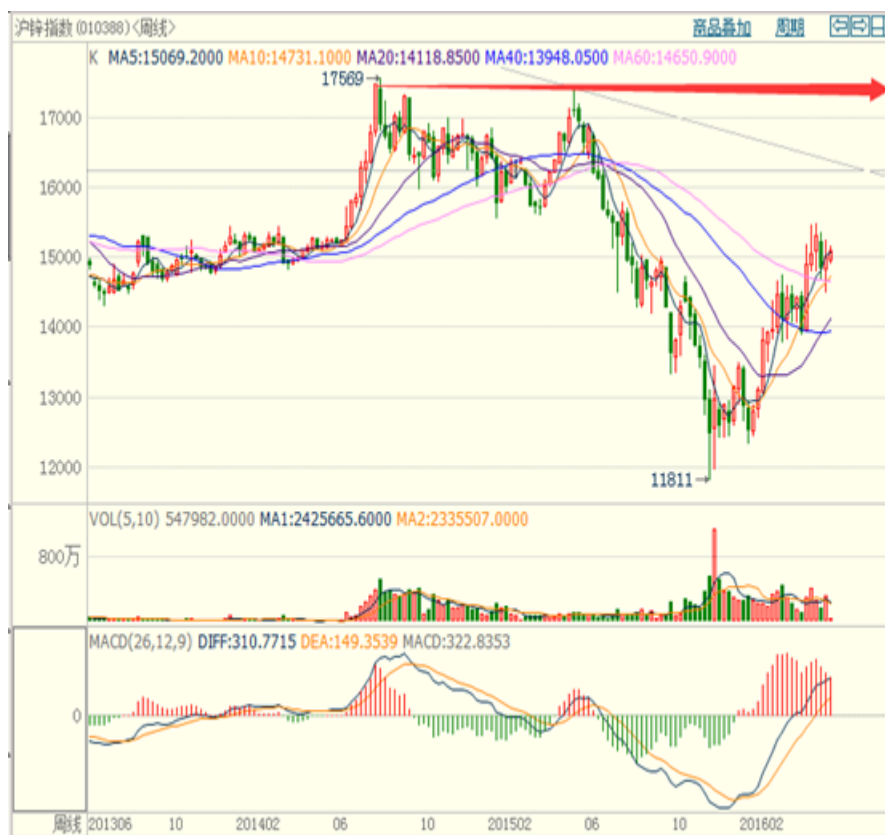 沪锌指数(010388)<周线> 商品叠加 周期
K MA5:15069.2000 MA10:14731.1000 MA20:14118.8500 MA40:13948.0500 MA60:14650.9000
17569
17000
16000
15000
14000
13000
12000
11811
VOL(5,10) 547982.0000 MA1:2425665.6000 MA2:2335507.0000
800万
MACD(26,12,9) DIFF:310.7715 DEA:149.3539 MACD:322.8353
0
周线 201306 10 201402 06 10 201502 06 10 201602